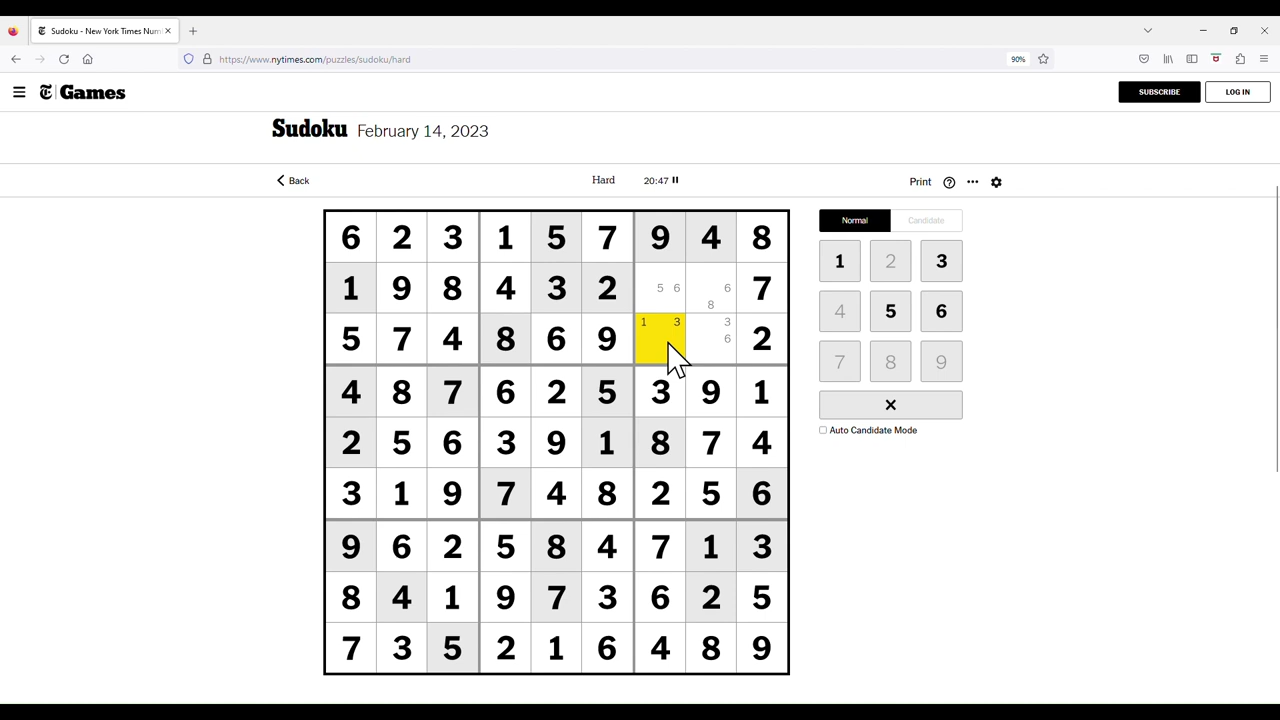 Sudoku - New York Times Num
https://www.nytimes.com/puzzles/sudoku/hard
90%
Games
SUBSCRIBE
LOG IN
Sudoku February 14, 2023
Back
Hard
20:47
Print
Normal
Candidate
6 2 3 1 5 7 9 4 8
1 9 8 4 3 2 5 6 6 8 7
5 7 4 8 6 9 1 3 3 6 2
4 8 7 6 2 5 3 9 1
2 5 6 3 9 1 8 7 4
3 1 9 7 4 8 2 5 6
9 6 2 5 8 4 7 1 3
8 4 1 9 7 3 6 2 5
7 3 5 2 1 6 4 8 9
1 2 3
4 5 6
7 8 9
Auto Candidate Mode